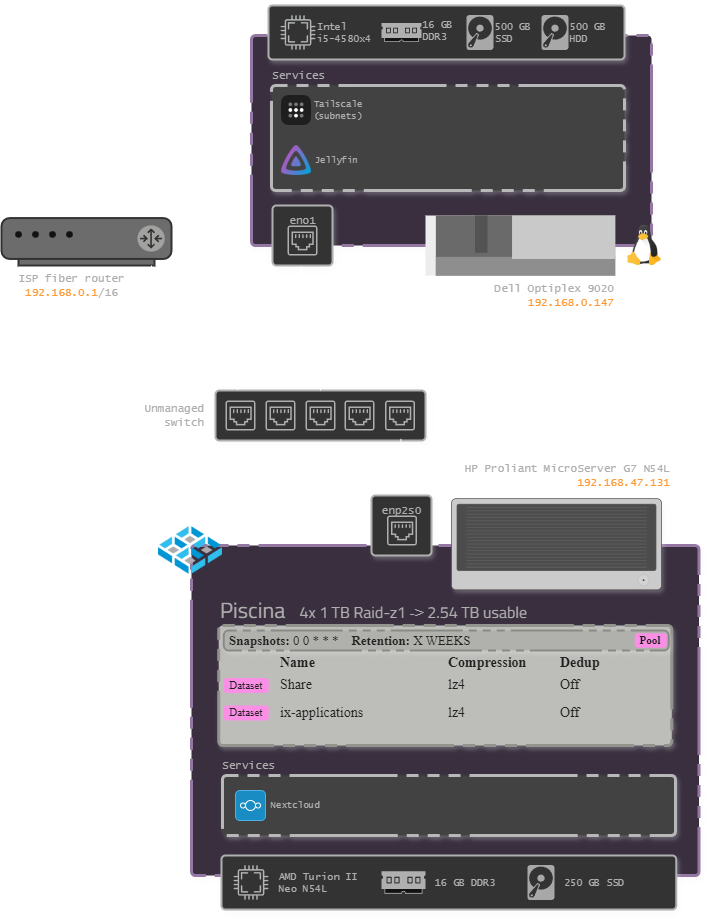 Intel
i5-4580x4
16 GB
DDR3
500 GB
SSD
500 GB
HDD
Services
Tailscale
(subnets)
Jellyfin
eno1
ISP fiber router
192.168.0.1/16
Dell Optiplex 9020
192.168.0.147
Unmanaged
switch
HP Proliant MicroServer G7 N54L
192.168.47.131
enp2s0
Piscina 4x 1 TB Raid-z1 -> 2.54 TB usable
Snapshots: 0 0 * * * Retention: X WEEKS Pool
Name Compression Dedup
Dataset Share lz4 Off
Dataset ix-applications lz4 Off
Services
Nextcloud
AMD Turion II
Neo N54L
16 GB DDR3
250 GB SSD